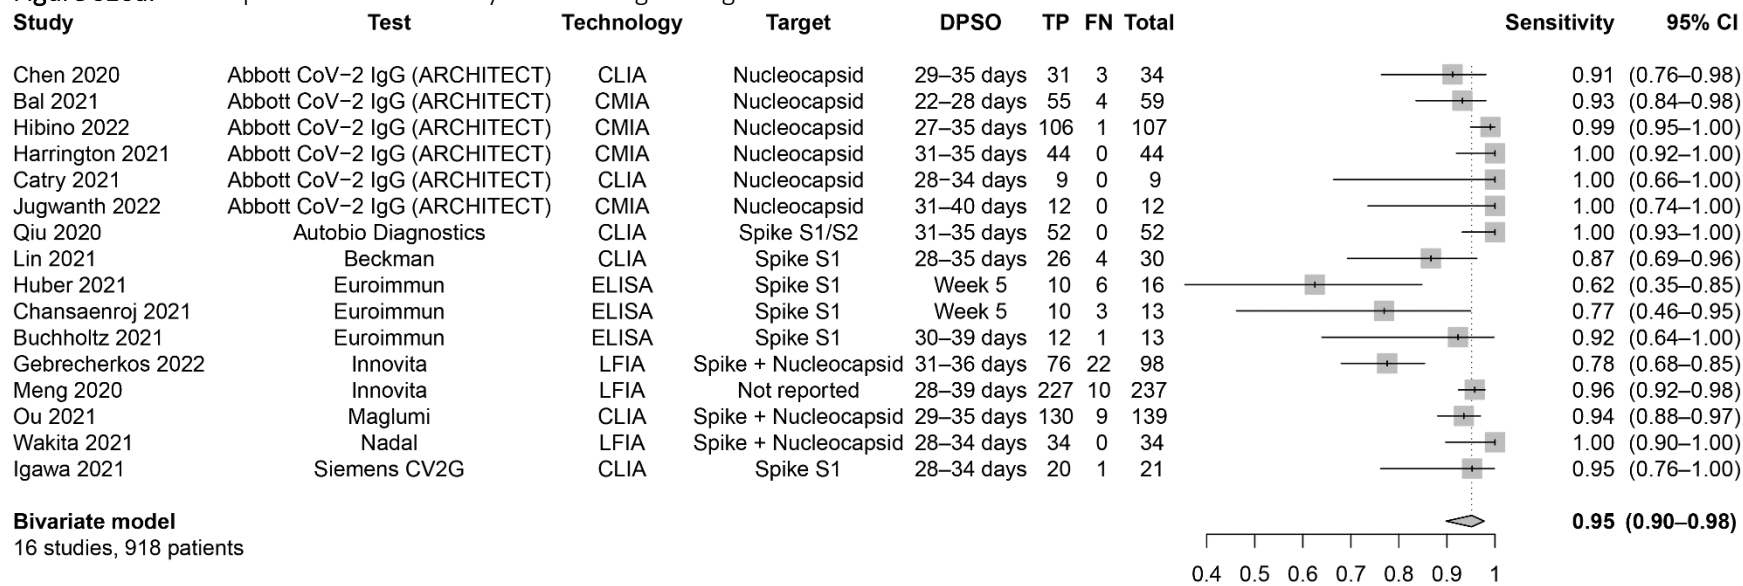 Study Test Technology Target DPSO TP FN Total Sensitivity 95% CI
Chen 2020 Abbott CoV−2 IgG (ARCHITECT) CLIA Nucleocapsid 29–35 days 31 3 34 0.91 (0.76–0.98)
Bal 2021 Abbott CoV−2 IgG (ARCHITECT) CMIA Nucleocapsid 22–28 days 55 4 59 0.93 (0.84–0.98)
Hibino 2022 Abbott CoV−2 IgG (ARCHITECT) CMIA Nucleocapsid 27–35 days 106 1 107 0.99 (0.95–1.00)
Harrington 2021 Abbott CoV−2 IgG (ARCHITECT) CMIA Nucleocapsid 31–35 days 44 0 44 1.00 (0.92–1.00)
Catry 2021 Abbott CoV−2 IgG (ARCHITECT) CLIA Nucleocapsid 28–34 days 9 0 9 1.00 (0.66–1.00)
Jugwanth 2022 Abbott CoV−2 IgG (ARCHITECT) CMIA Nucleocapsid 31–40 days 12 0 12 1.00 (0.74–1.00)
Qiu 2020 Autobio Diagnostics CLIA Spike S1/S2 31–35 days 52 0 52 1.00 (0.93–1.00)
Lin 2021 Beckman CLIA Spike S1 28–35 days 26 4 30 0.87 (0.69–0.96)
Huber 2021 Euroimmun ELISA Spike S1 Week 5 10 6 16 0.62 (0.35–0.85)
Chansaenroj 2021 Euroimmun ELISA Spike S1 Week 5 10 3 13 0.77 (0.46–0.95)
Buchholtz 2021 Euroimmun ELISA Spike S1 30–39 days 12 1 13 0.92 (0.64–1.00)
Gebrecherkos 2022 Innovita LFIA Spike + Nucleocapsid 31–36 days 76 22 98 0.78 (0.68–0.85)
Meng 2020 Innovita LFIA Not reported 28–39 days 227 10 237 0.96 (0.92–0.98)
Ou 2021 Maglumi CLIA Spike + Nucleocapsid 29–35 days 130 9 139 0.94 (0.88–0.97)
Wakita 2021 Nadal LFIA Spike + Nucleocapsid 28–34 days 34 0 34 1.00 (0.90–1.00)
Igawa 2021 Siemens CV2G CLIA Spike S1 28–34 days 20 1 21 0.95 (0.76–1.00)
Bivariate model 0.95 (0.90–0.98)
16 studies, 918 patients
0.4 0.5 0.6 0.7 0.8 0.9 1